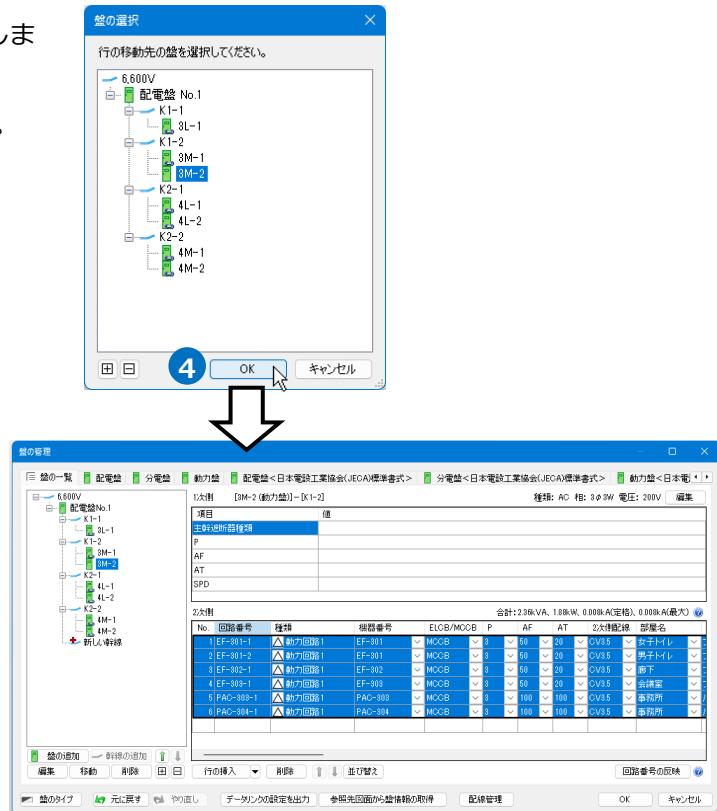 しま
。
盤の選択
行の移動先の盤を選択してください。
6,600V
配電盤 No.1
K1-1
3L-1
K1-2
3M-1
3M-2
K2-1
4L-1
4L-2
K2-2
4M-1
4M-2
4 OK キャンセル
盤の管理
盤の一覧 配電盤 分電盤 動力盤 配電盤<日本電設工業協会(JECA)標準書式> 分電盤<日本電設工業協会(JECA)標準書式> 動力盤<日本電
6,600V
配電盤No.1
K1-1
3L-1
K1-2
3M-1
3M-2
K2-1
4L-1
4L-2
K2-2
4M-1
4M-2
新しい幹線
1次側 [3M-2 (動力盤)]-[K1-2] 種類: AC 相: 3φ3W 電圧: 200V 編集
項目 値
主幹遮断器種類
P
AF
AT
SPD
2次側 合計: 2.36kVA、1.88kW、0.008kA(定格)、0.008kA(最大)
No. 回路番号 種類 機器番号 ELCB/MCCB P AF AT 2次側配線 部屋名
1 EF-301-1 動力回路1 EF-301 MCCB 3 50 20 CV3.5 女子トイレ
2 EF-301-2 動力回路1 EF-301 MCCB 3 50 20 CV3.5 男子トイレ
3 EF-302-1 動力回路1 EF-302 MCCB 3 50 20 CV3.5 廊下
4 EF-303-1 動力回路1 EF-303 MCCB 3 50 20 CV3.5 会議室
5 PAC-303-1 動力回路1 PAC-303 MCCB 3 100 100 CV3.5 事務所
6 PAC-304-1 動力回路1 PAC-304 MCCB 3 100 100 CV3.5 事務所
盤の追加 幹線の追加
編集 移動 削除 行の挿入 削除 並び替え 回路番号の反映
盤のタイプ 元に戻す やり直し データリンクの設定を出力 参照先図面から盤情報の取得 配線管理 OK キャンセル